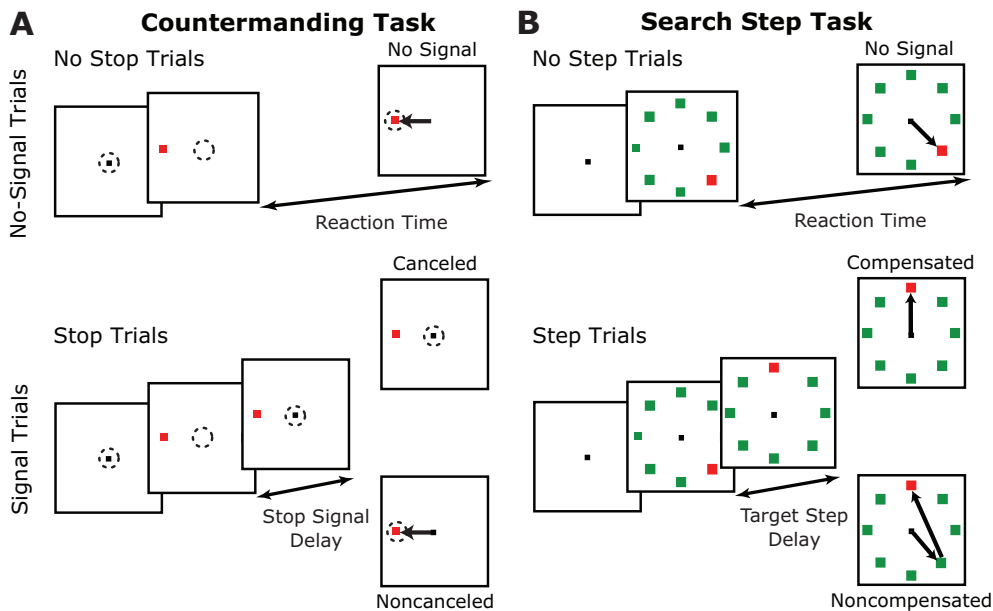 A Countermanding Task
No-Signal Trials
No Stop Trials
No Signal
Reaction Time
Signal Trials
Stop Trials
Canceled
Stop Signal
Delay
Noncanceled
B Search Step Task
No Step Trials
No Signal
Reaction Time
Step Trials
Compensated
Target Step
Delay
Noncompensated